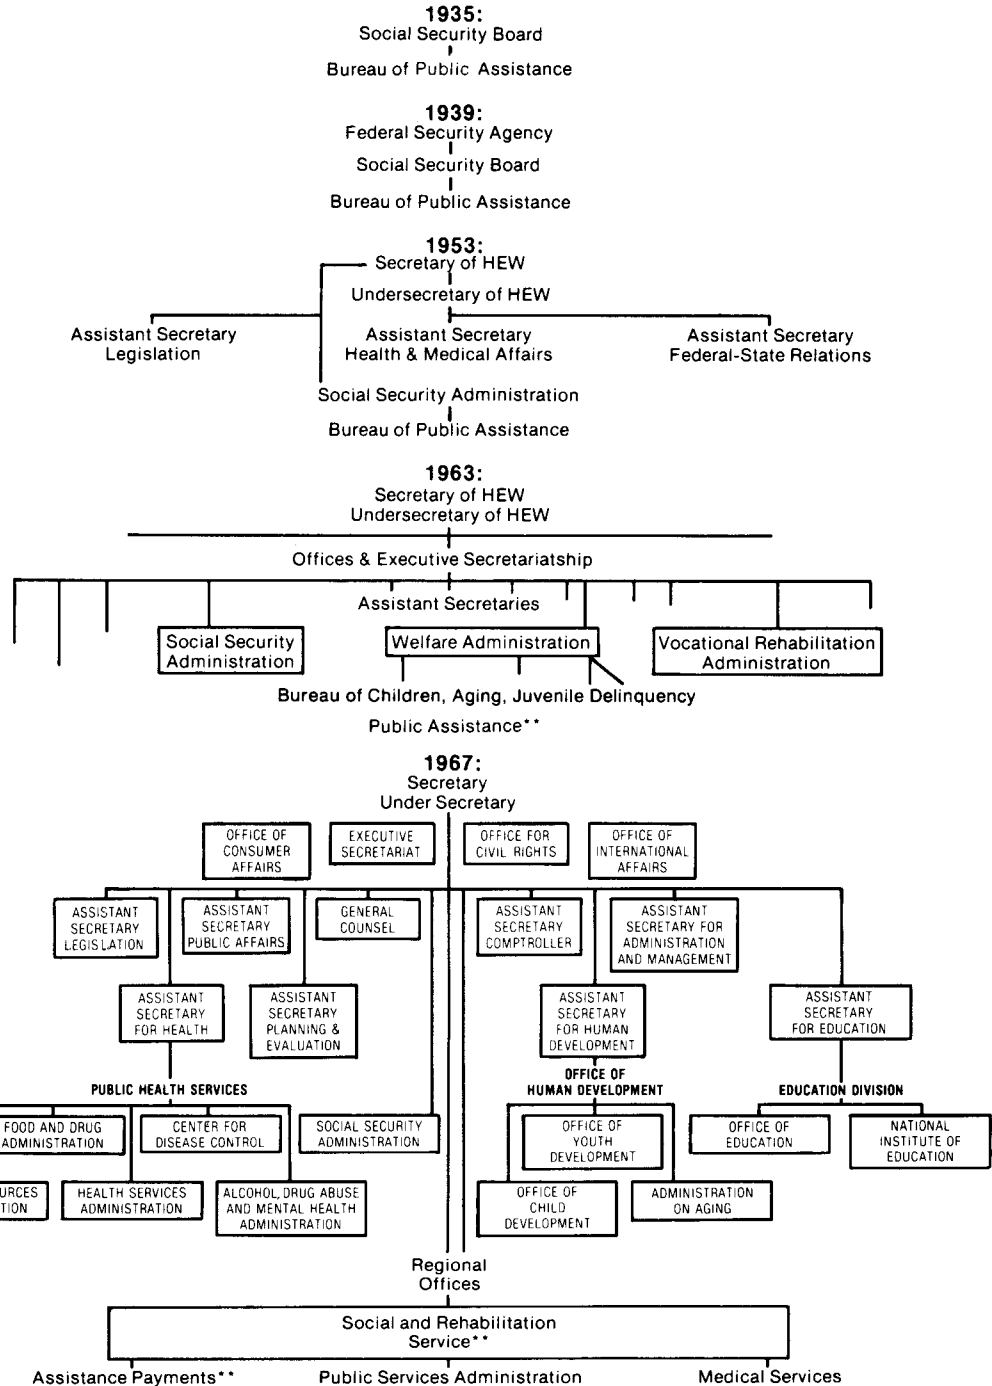 1935:
Social Security Board
Bureau of Public Assistance
1939:
Federal Security Agency
Social Security Board
Bureau of Public Assistance
1953:
Secretary of HEW
Undersecretary of HEW
Assistant Secretary
Legislation
Assistant Secretary
Health & Medical Affairs
Assistant Secretary
Federal-State Relations
Social Security Administration
Bureau of Public Assistance
1963:
Secretary of HEW
Undersecretary of HEW
Offices & Executive Secretariatship
Assistant Secretaries
Social Security
Administration
Welfare Administration
Vocational Rehabilitation
Administration
Bureau of Children, Aging, Juvenile Delinquency
Public Assistance**
1967:
Secretary
Under Secretary
OFFICE OF
CONSUMER
AFFAIRS
EXECUTIVE
SECRETARIAT
OFFICE FOR
CIVIL RIGHTS
OFFICE OF
INTERNATIONAL
AFFAIRS
ASSISTANT
SECRETARY
LEGISLATION
ASSISTANT
SECRETARY
PUBLIC AFFAIRS
GENERAL
COUNSEL
ASSISTANT
SECRETARY
COMPTROLLER
ASSISTANT
SECRETARY FOR
ADMINISTRATION
AND MANAGEMENT
ASSISTANT
SECRETARY
FOR HEALTH
ASSISTANT
SECRETARY
PLANNING &
EVALUATION
ASSISTANT
SECRETARY
FOR HUMAN
DEVELOPMENT
ASSISTANT
SECRETARY
FOR EDUCATION
PUBLIC HEALTH SERVICES
OFFICE OF
HUMAN DEVELOPMENT
EDUCATION DIVISION
FOOD AND DRUG
ADMINISTRATION
CENTER FOR
DISEASE CONTROL
SOCIAL SECURITY
ADMINISTRATION
OFFICE OF
YOUTH
DEVELOPMENT
OFFICE OF
EDUCATION
NATIONAL
INSTITUTE OF
EDUCATION
URCES
TION
HEALTH SERVICES
ADMINISTRATION
ALCOHOL, DRUG ABUSE
AND MENTAL HEALTH
ADMINISTRATION
OFFICE OF
CHILD
DEVELOPMENT
ADMINISTRATION
ON AGING
Regional
Offices
Social and Rehabilitation
Service**
Assistance Payments**
Public Services Administration
Medical Services